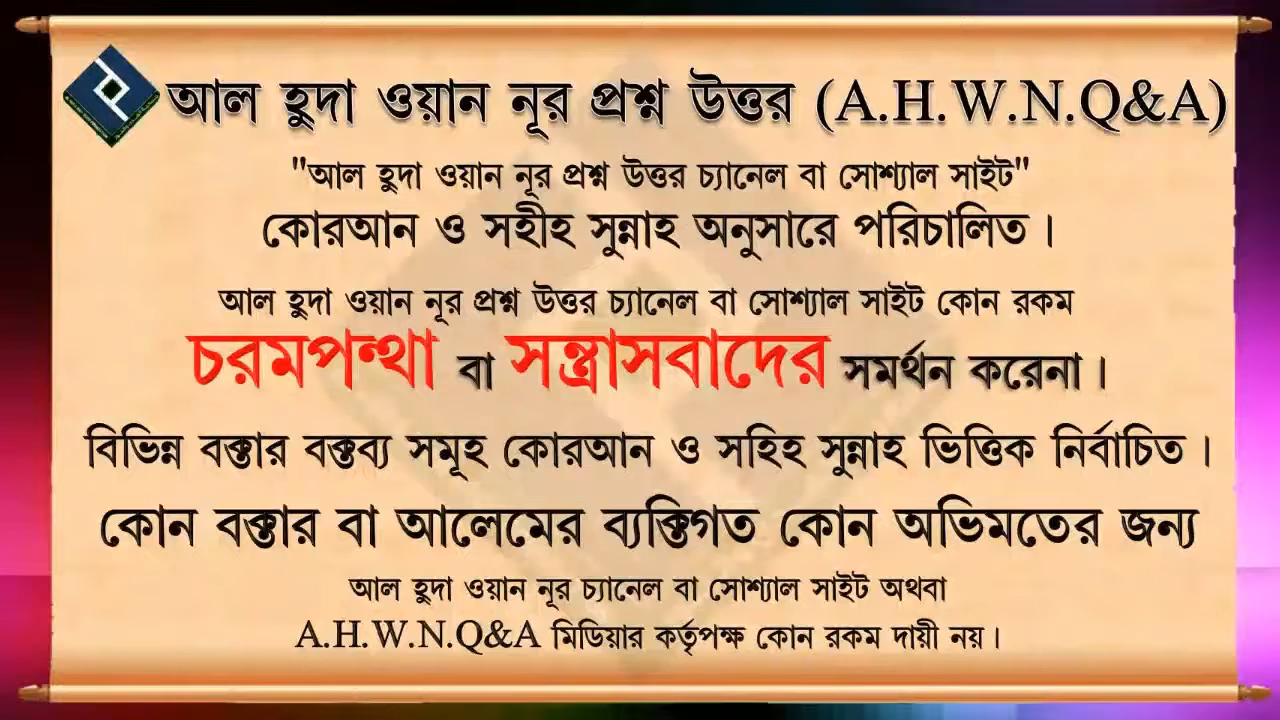 আল হুদা ওয়ান নূর প্রশ্ন উত্তর (A.H.W.N.Q&A)
"আল হুদা ওয়ান নূর প্রশ্ন উত্তর চ্যানেল বা সোশ্যাল সাইট"
কোরআন ও সহীহ সুন্নাহ অনুসারে পরিচালিত।
আল হুদা ওয়ান নূর প্রশ্ন উত্তর চ্যানেল বা সোশ্যাল সাইট কোন রকম
চরমপন্থা বা সন্ত্রাসবাদের সমর্থন করেনা।
বিভিন্ন বক্তার বক্তব্য সমূহ কোরআন ও সহিহ সুন্নাহ ভিত্তিক নির্বাচিত।
কোন বক্তার বা আলেমের ব্যক্তিগত কোন অভিমতের জন্য
আল হুদা ওয়ান নূর চ্যানেল বা সোশ্যাল সাইট অথবা
A.H.W.N.Q&A মিডিয়ার কর্তৃপক্ষ কোন রকম দায়ী নয়।